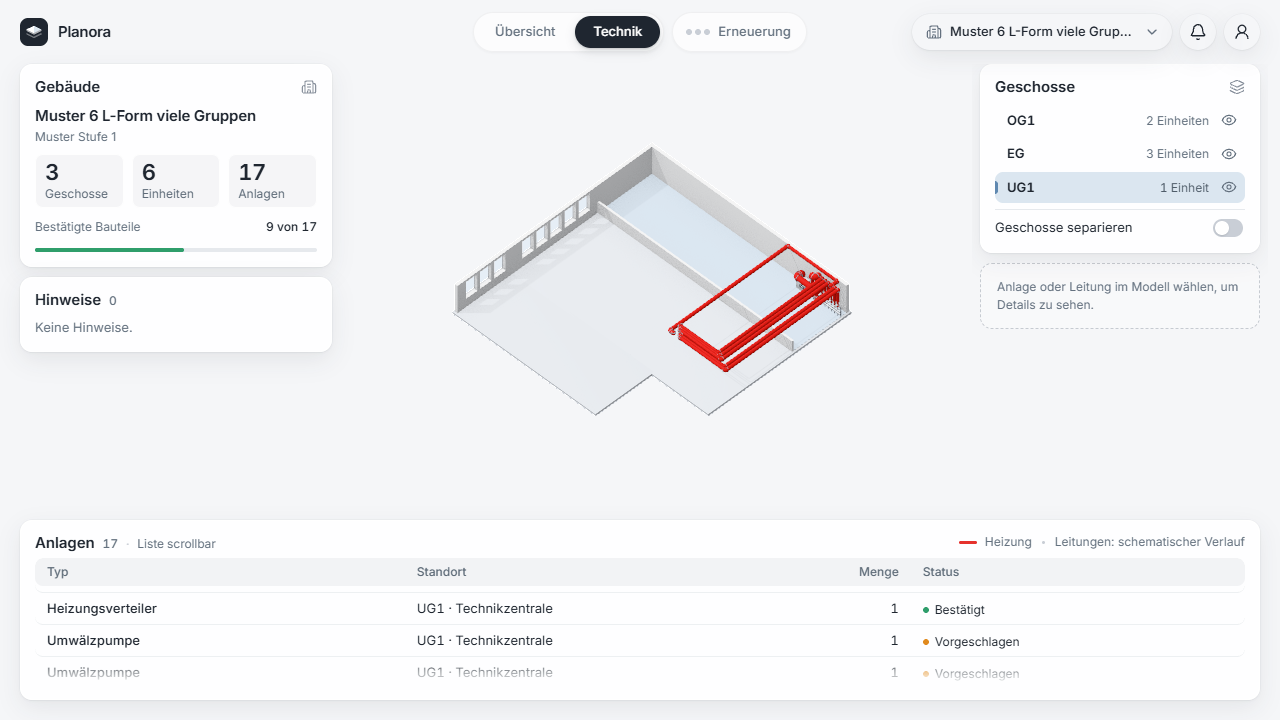 Planora
Übersicht
Technik
Erneuerung
Muster 6 L-Form viele Grup...
Gebäude
Muster 6 L-Form viele Gruppen
Muster Stufe 1
3
Geschosse
6
Einheiten
17
Anlagen
Bestätigte Bauteile
9 von 17
Hinweise 0
Keine Hinweise.
Geschosse
OG1 2 Einheiten
EG 3 Einheiten
UG1 1 Einheit
Geschosse separieren
Anlage oder Leitung im Modell wählen, um
Details zu sehen.
Anlagen 17 · Liste scrollbar
Heizung · Leitungen: schematischer Verlauf
Typ Standort Menge Status
Heizungsverteiler UG1 · Technikzentrale 1 Bestätigt
Umwälzpumpe UG1 · Technikzentrale 1 Vorgeschlagen
Umwälzpumpe UG1 · Technikzentrale 1 Vorgeschlagen